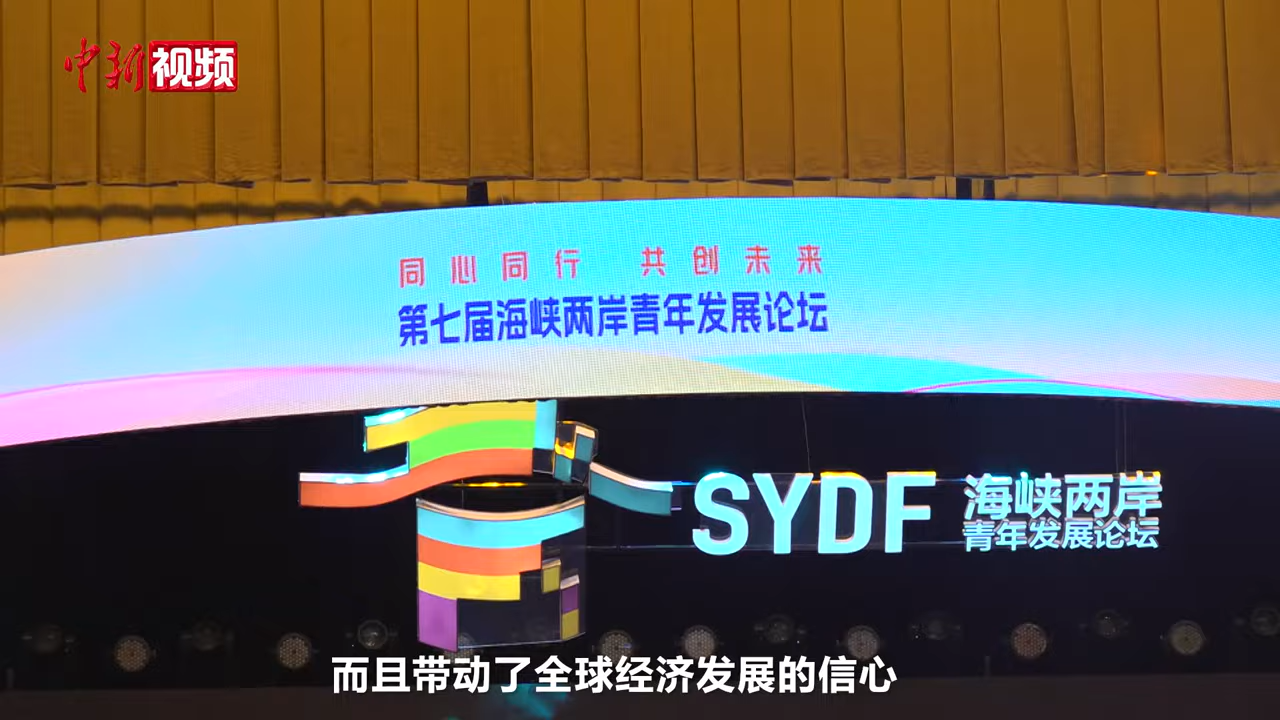 中新视频
同心同行 共创未来
第七届海峡两岸青年发展论坛
SYDF 海峡两岸
青年发展论坛
而且带动了全球经济发展的信心